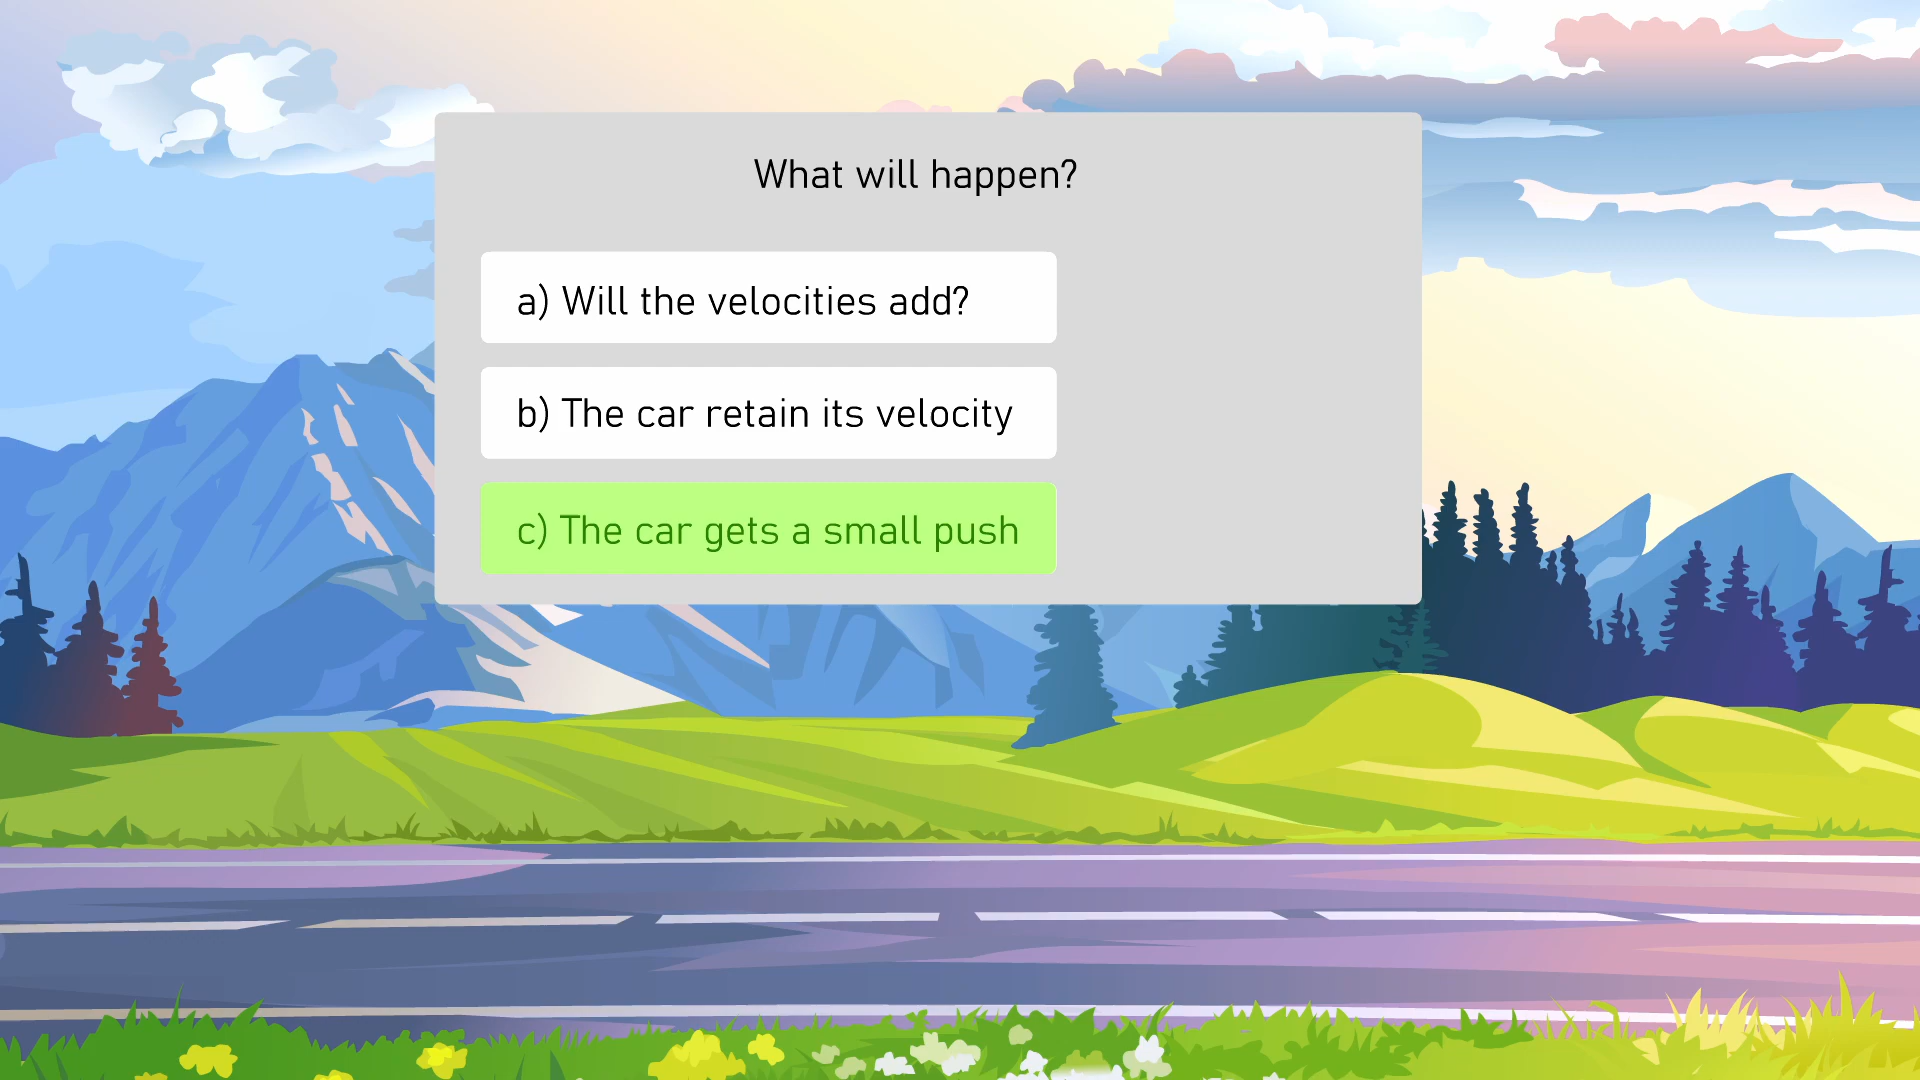 What will happen?
a) Will the velocities add?
b) The car retain its velocity
c) The car gets a small push